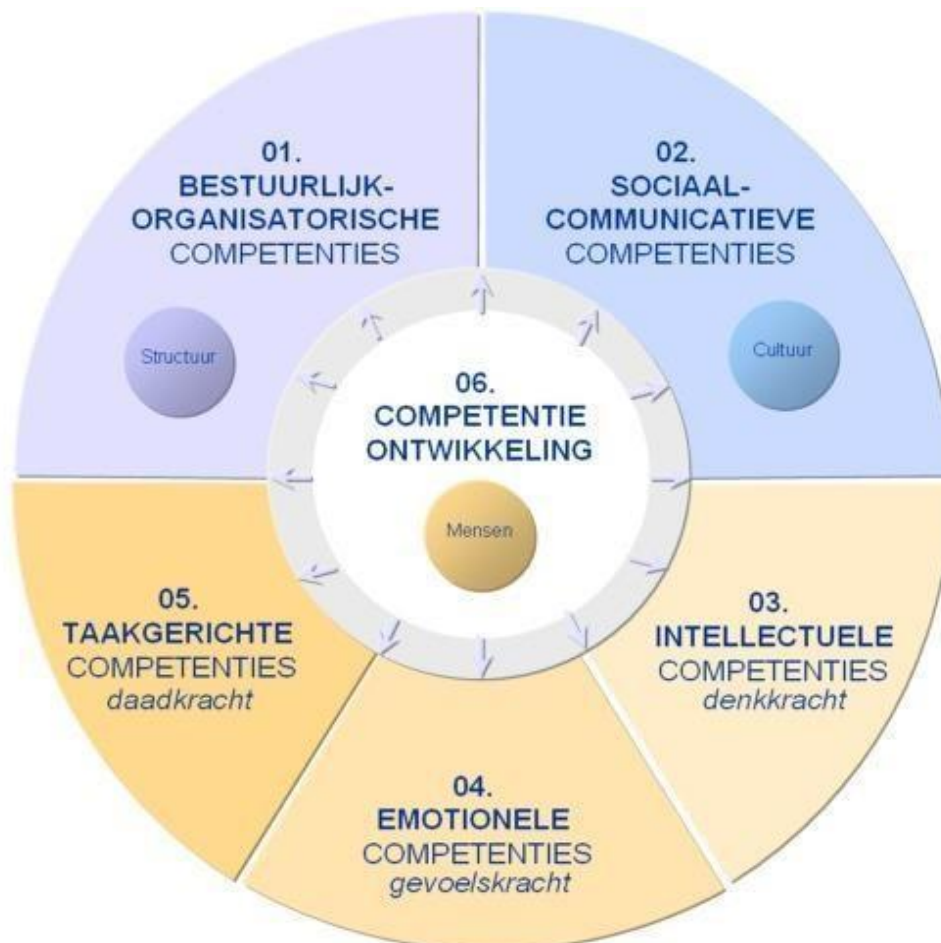 01.
BESTUURLIJK-
ORGANISATORISCHE
COMPETENTIES
Structuur
02.
SOCIAAL-
COMMUNICATIEVE
COMPETENTIES
Cultuur
06.
COMPETENTIE
ONTWIKKELING
Mensen
03.
INTELLECTUELE
COMPETENTIES
denkkracht
04.
EMOTIONELE
COMPETENTIES
gevoelskracht
05.
TAAKGERICHTE
COMPETENTIES
daadkracht